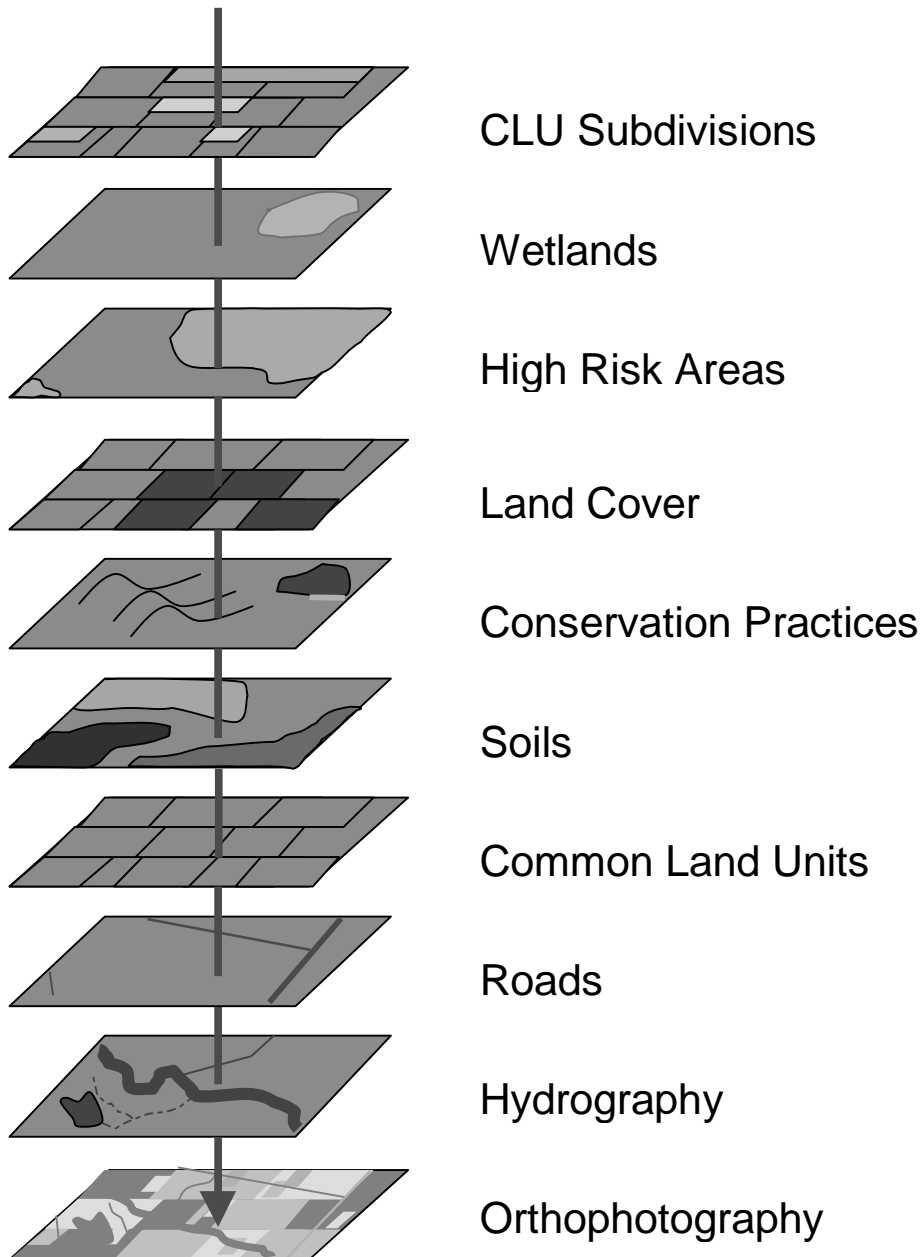 CLU Subdivisions
Wetlands
High Risk Areas
Land Cover
Conservation Practices
Soils
Common Land Units
Roads
Hydrography
Orthophotography